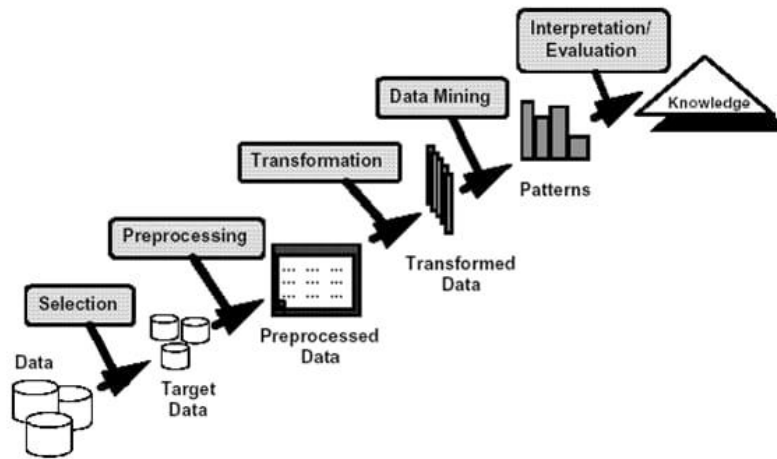 Interpretation/
Evaluation
Data Mining
Knowledge
Transformation
Patterns
Preprocessing
Transformed
Data
Selection
Preprocessed
Data
Data
Target
Data
... ... ...
... ... ...
... ... ...